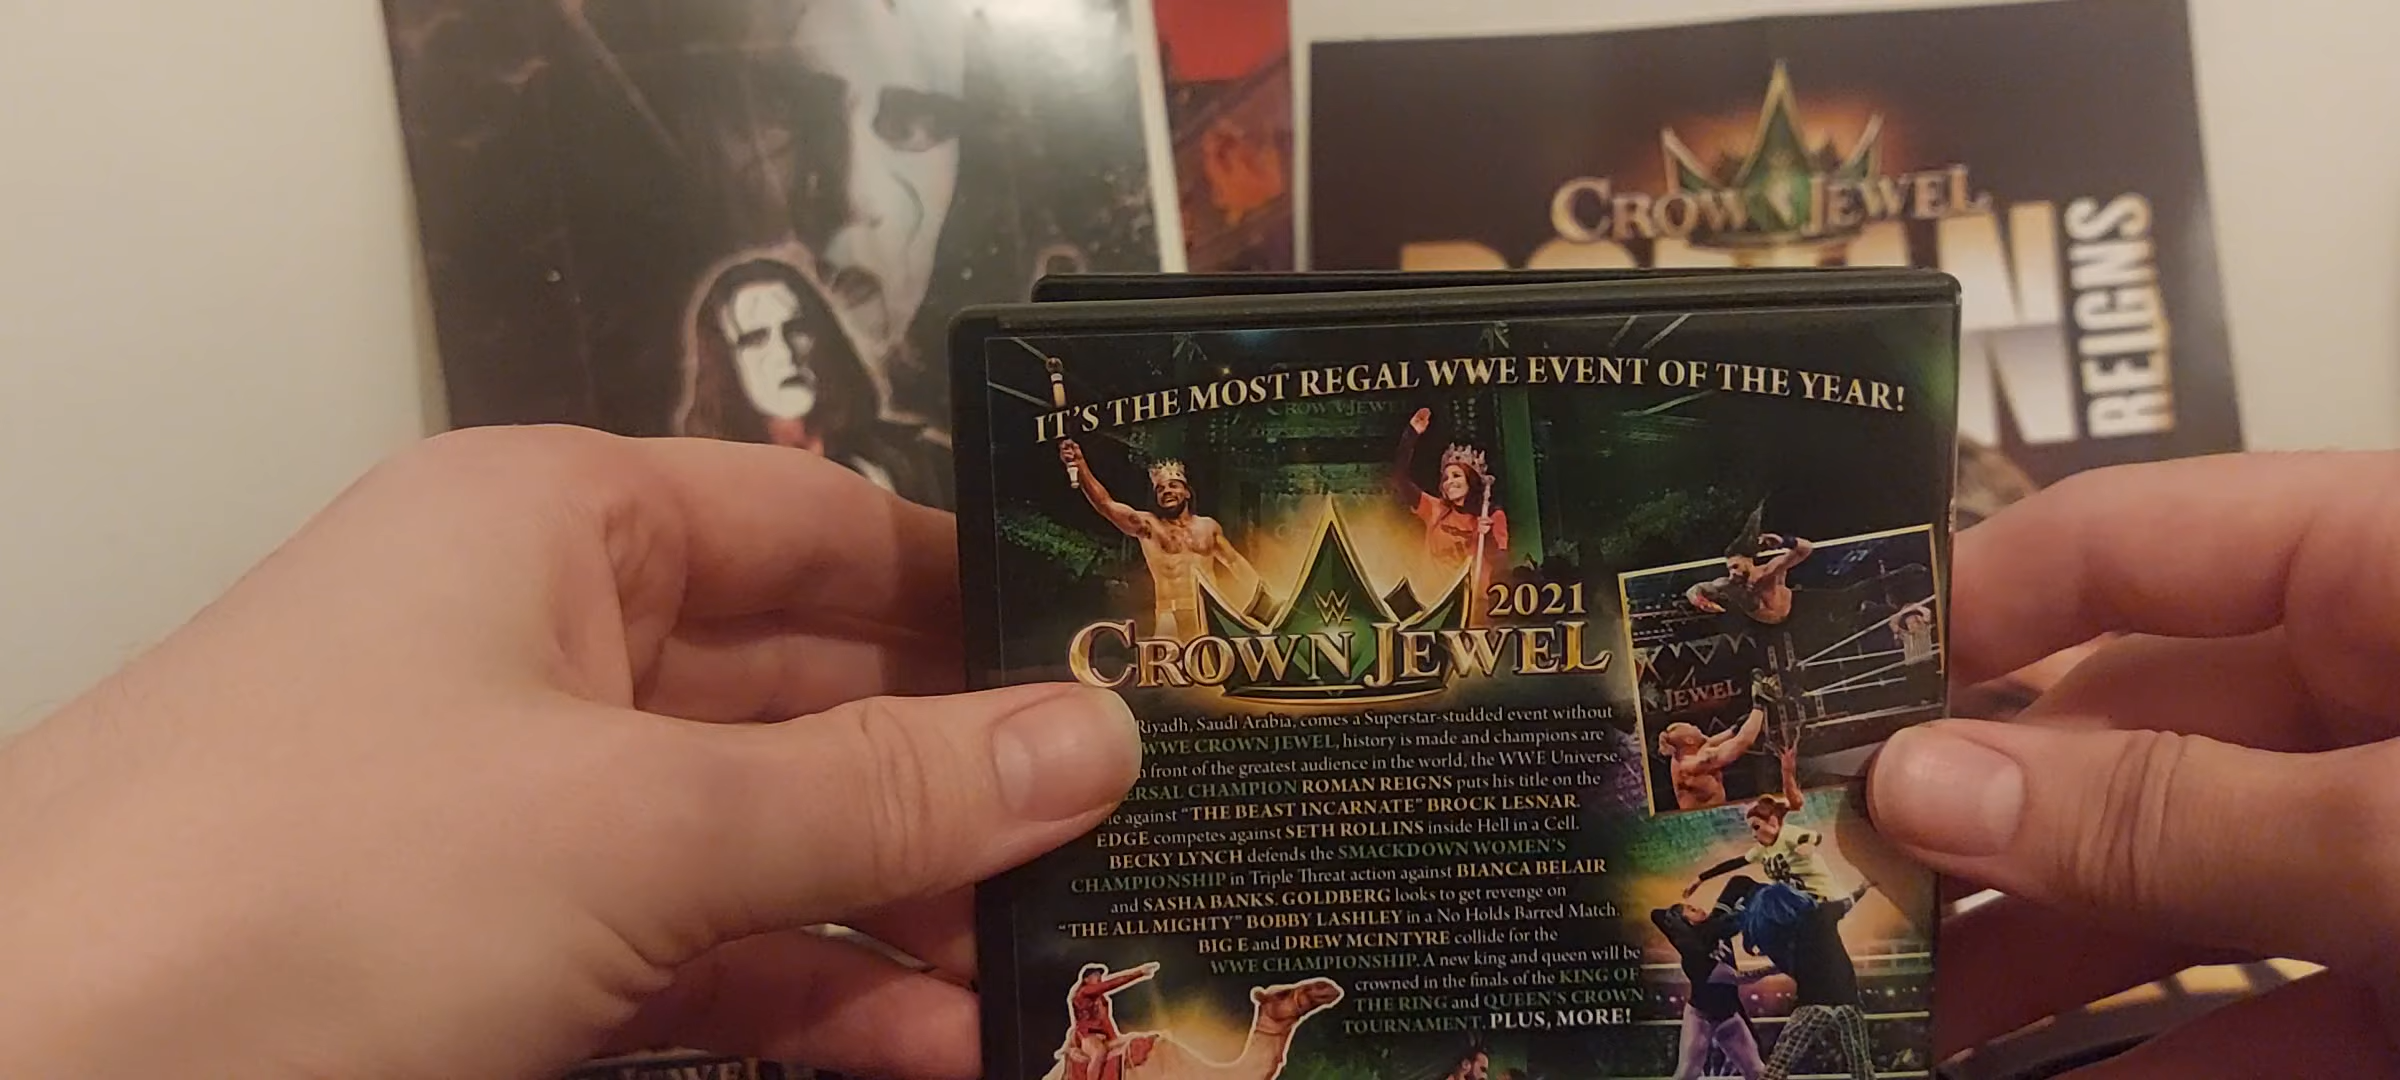 CROWN JEWEL
REIGNS
IT'S THE MOST REGAL WWE EVENT OF THE YEAR!
CROWN JEWEL
2021
CROWN JEWEL
JEWEL
Riyadh, Saudi Arabia, comes a Superstar-studded event without
WWE CROWN JEWEL, history is made and champions are
front of the greatest audience in the world, the WWE Universe.
ROMAN REIGNS puts his title on the
against "THE BEAST INCARNATE" BROCK LESNAR.
EDGE competes against SETH ROLLINS inside Hell in a Cell.
BECKY LYNCH defends the SMACKDOWN WOMEN'S
CHAMPIONSHIP in Triple Threat action against BIANCA BELAIR
and SASHA BANKS. GOLDBERG looks to get revenge on
"THE ALL MIGHTY" BOBBY LASHLEY in a No Holds Barred Match.
BIG E and DREW MCINTYRE collide for the
WWE CHAMPIONSHIP. A new king and queen will be
crowned in the finals of the KING OF
THE RING and QUEEN'S CROWN
TOURNAMENT. PLUS, MORE!